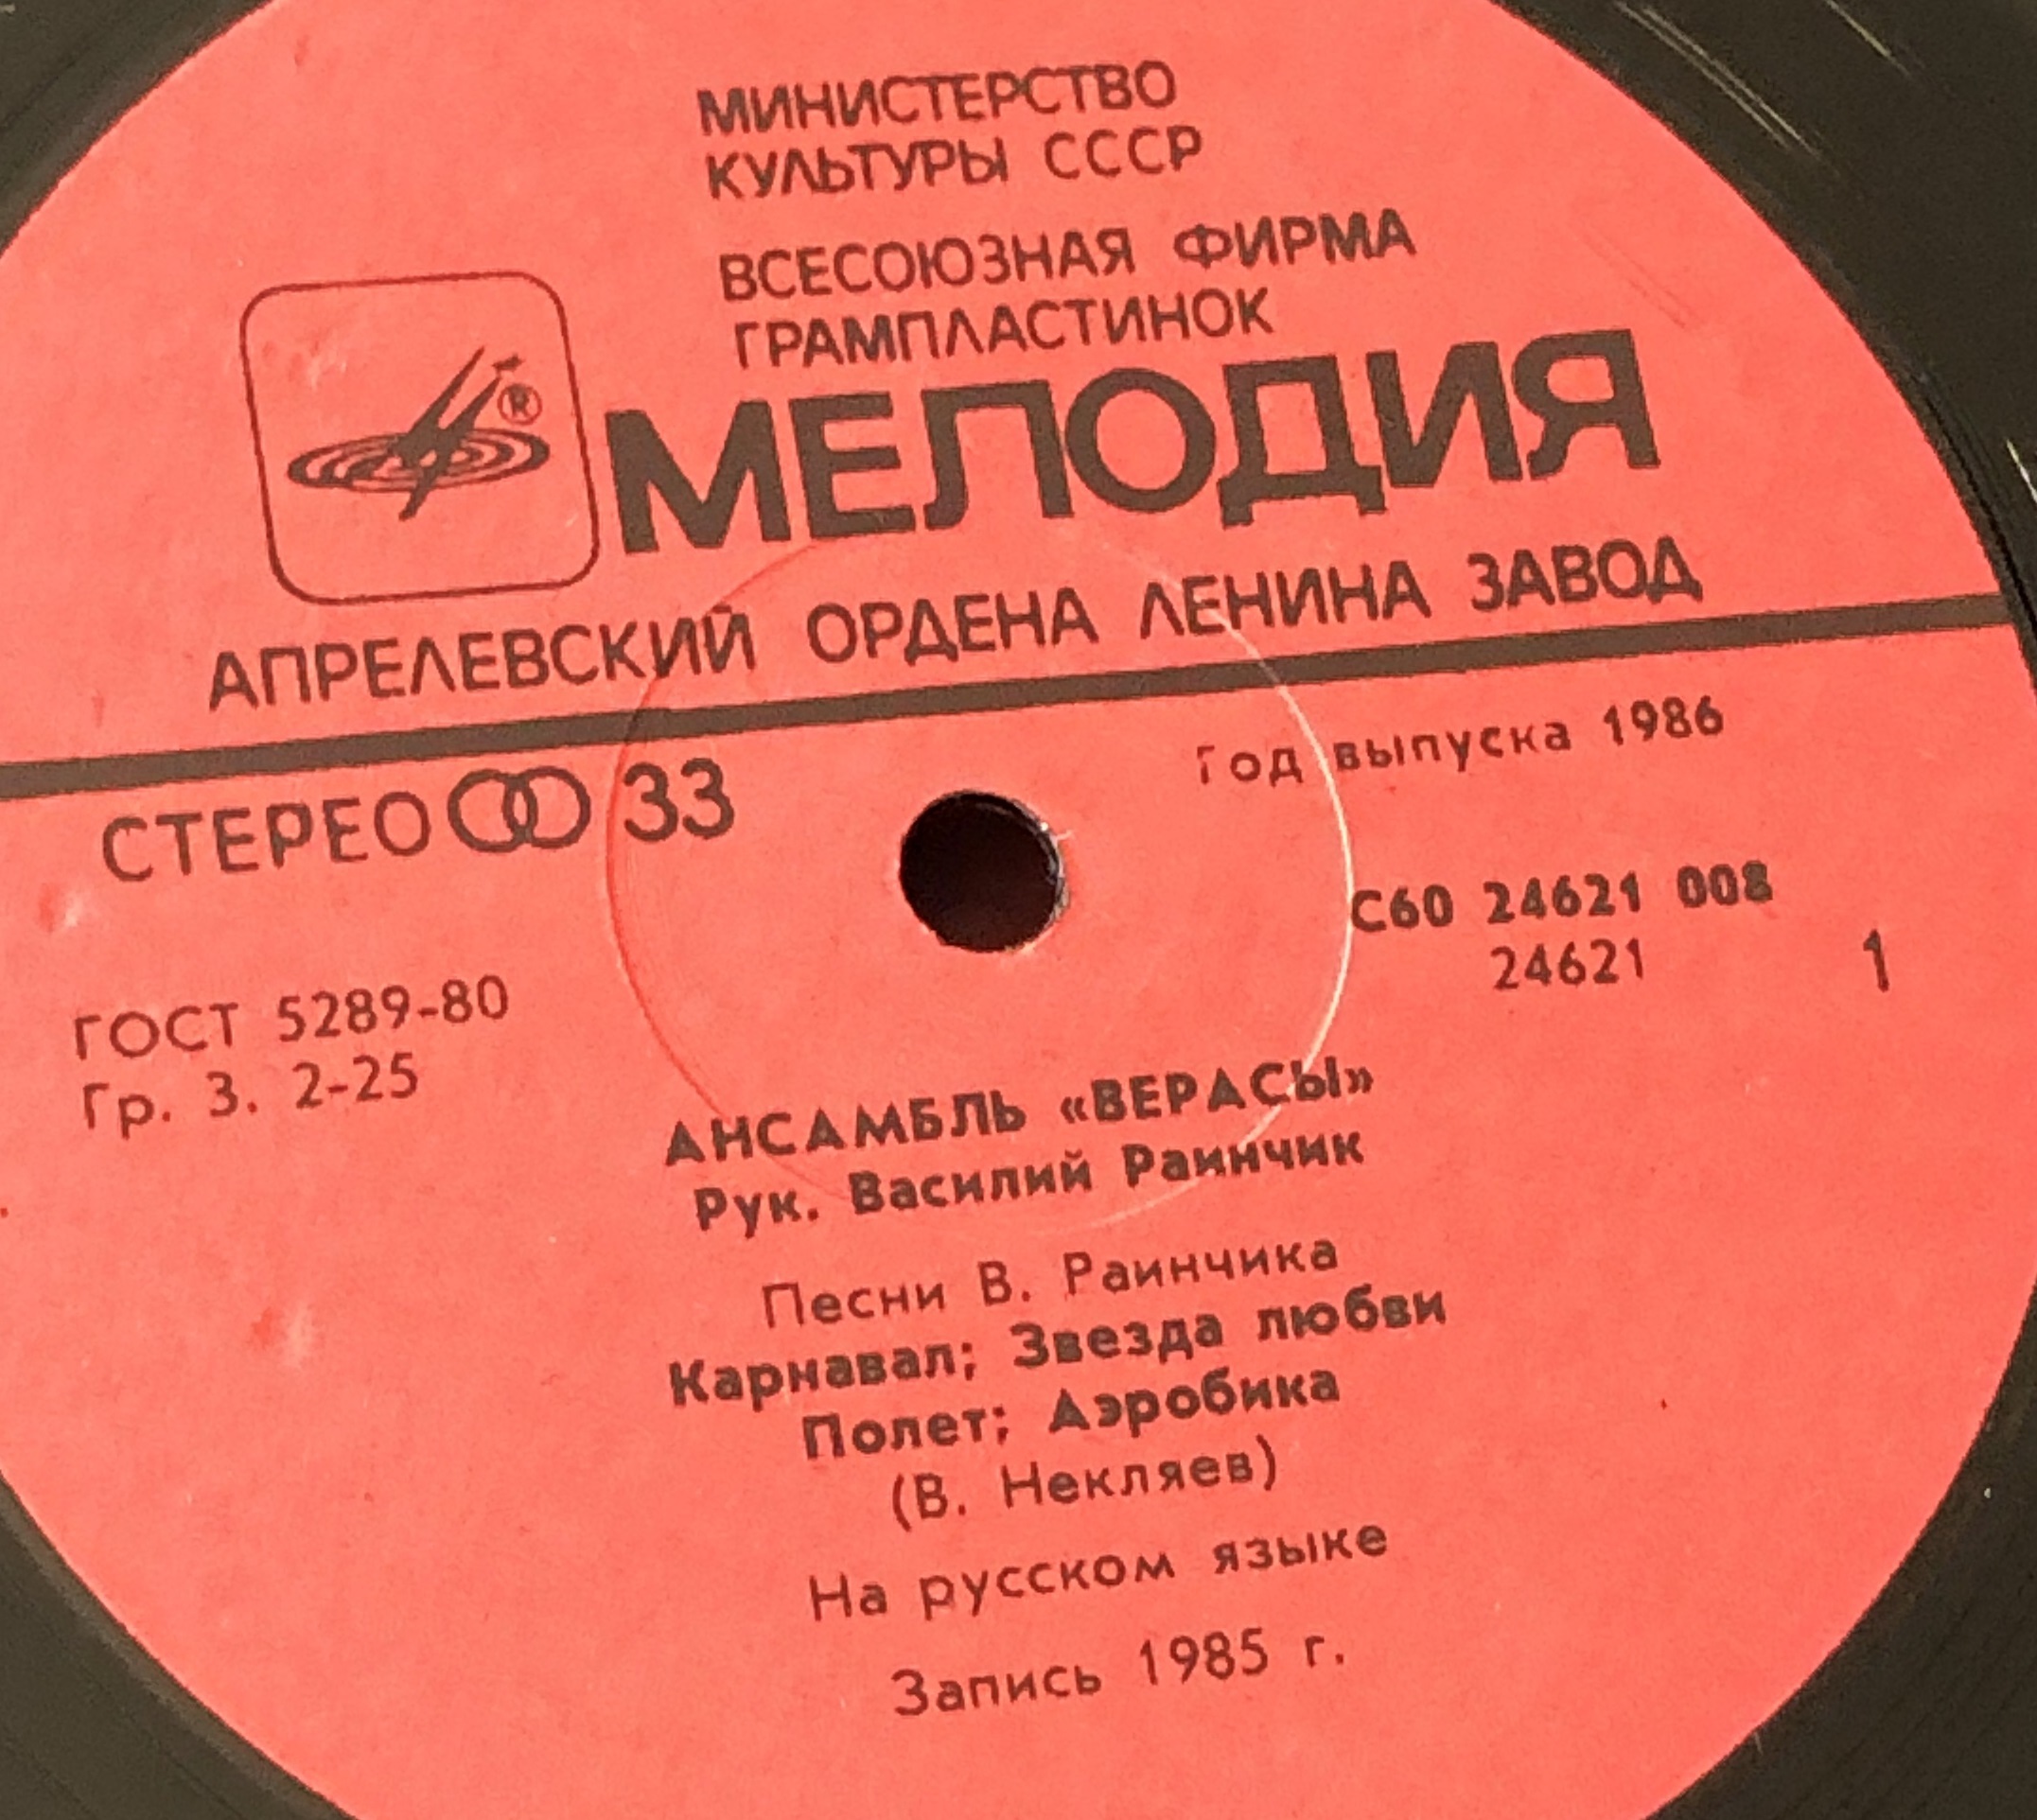 МИНИСТЕРСТВО
КУЛЬТУРЫ СССР
ВСЕСОЮЗНАЯ ФИРМА
ГРАМПЛАСТИНОК
®
МЕЛОДИЯ
АПРЕЛЕВСКИЙ ОРДЕНА ЛЕНИНА ЗАВОД
СТЕРЕО 33
Год выпуска 1986
С60 24621 008
24621
1
ГОСТ 5289-80
Гр. 3. 2-25
АНСАМБЛЬ «ВЕРАСЫ»
Рук. Василий Раинчик
Песни В. Раинчика
Карнавал; Звезда любви
Полет; Аэробика
(В. Некляев)
На русском языке
Запись 1985 г.